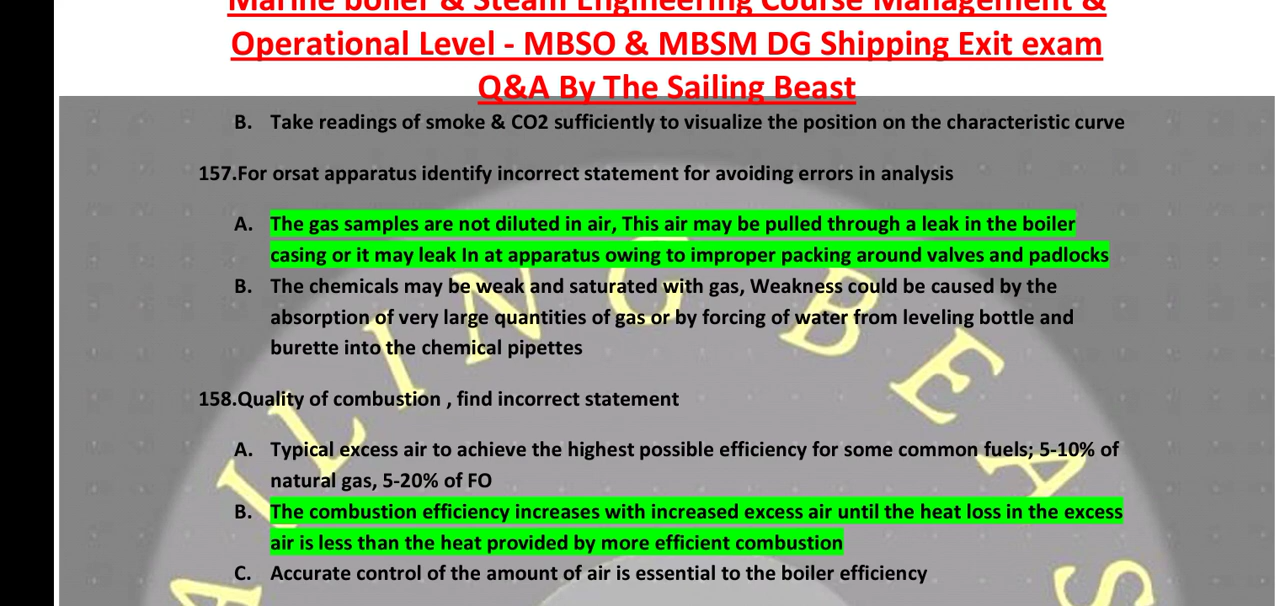 Marine boiler & Steam Engineering Course Management &
Operational Level - MBSO & MBSM DG Shipping Exit exam
Q&A By The Sailing Beast
B. Take readings of smoke & CO2 sufficiently to visualize the position on the characteristic curve
157.For orsat apparatus identify incorrect statement for avoiding errors in analysis
A. The gas samples are not diluted in air, This air may be pulled through a leak in the boiler
casing or it may leak In at apparatus owing to improper packing around valves and padlocks
B. The chemicals may be weak and saturated with gas, Weakness could be caused by the
absorption of very large quantities of gas or by forcing of water from leveling bottle and
burette into the chemical pipettes
158.Quality of combustion , find incorrect statement
A. Typical excess air to achieve the highest possible efficiency for some common fuels; 5-10% of
natural gas, 5-20% of FO
B. The combustion efficiency increases with increased excess air until the heat loss in the excess
air is less than the heat provided by more efficient combustion
C. Accurate control of the amount of air is essential to the boiler efficiency
AILING BEAS